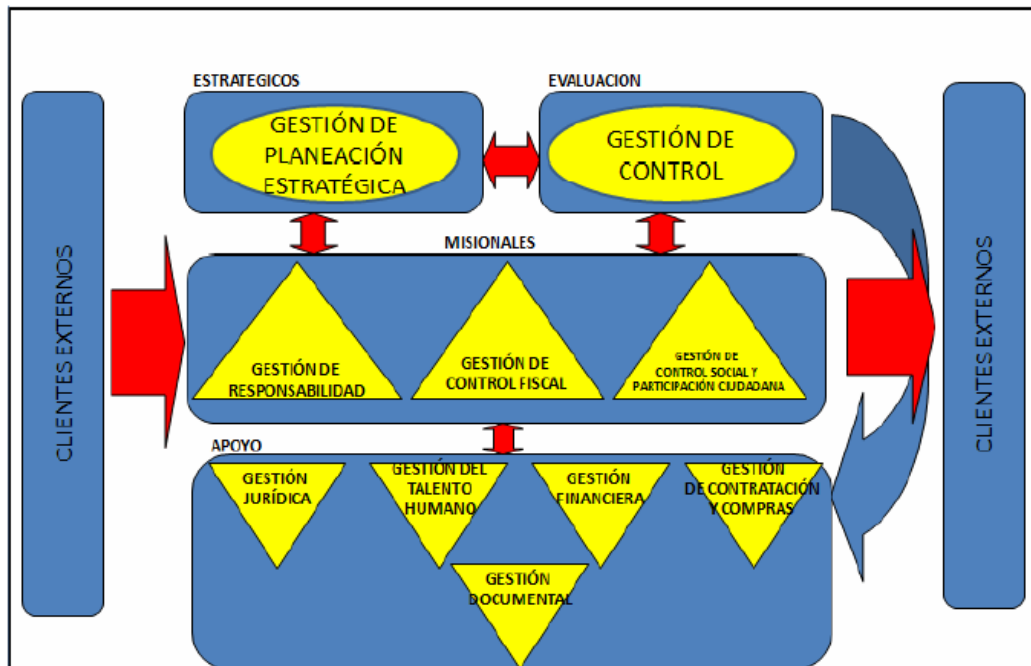 ESTRATEGICOS
EVALUACION
GESTIÓN DE
PLANEACIÓN
ESTRATÉGICA
GESTIÓN DE
CONTROL
CLIENTES EXTERNOS
MISIONALES
GESTIÓN DE
RESPONSABILIDAD
GESTIÓN DE
CONTROL FISCAL
GESTIÓN DE
CONTROL SOCIAL Y
PARTICIPACIÓN CIUDADANA
CLIENTES EXTERNOS
APOYO
GESTIÓN
JURÍDICA
GESTIÓN DEL
TALENTO
HUMANO
GESTIÓN
FINANCIERA
GESTIÓN
DE CONTRATACIÓN
Y COMPRAS
GESTIÓN
DOCUMENTAL